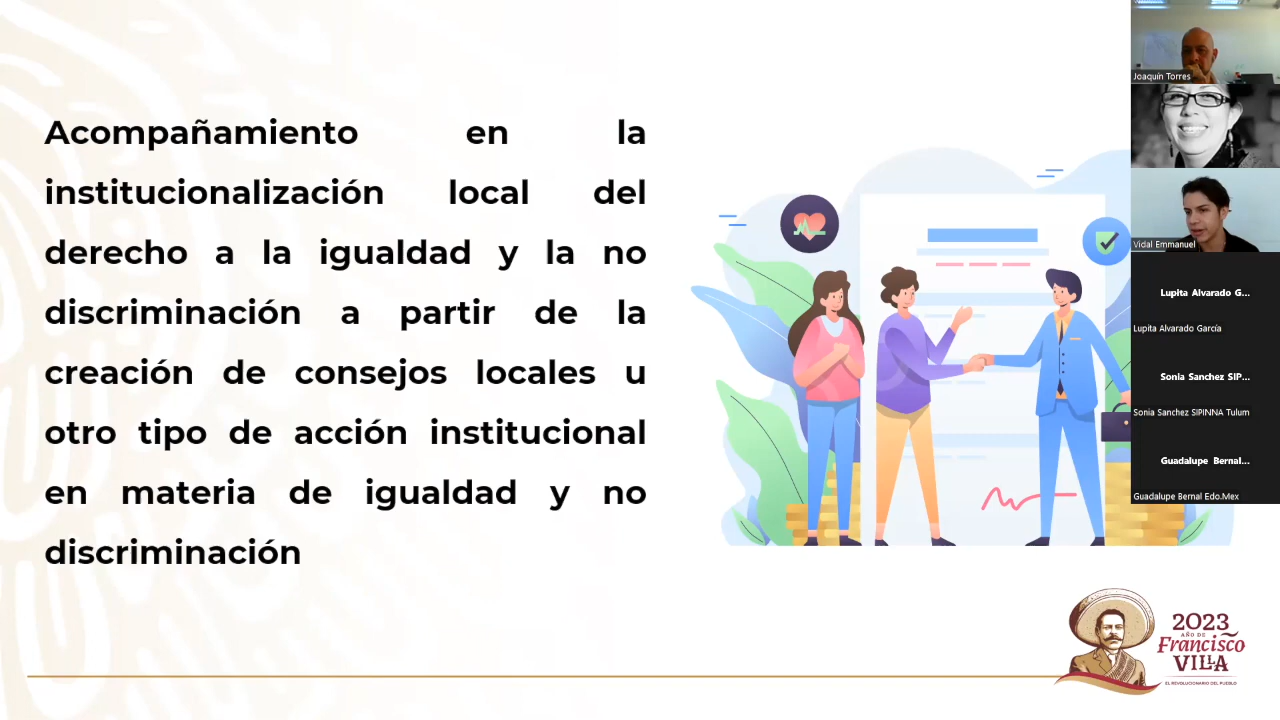 Acompañamiento en la
institucionalización local del
derecho a la igualdad y la no
discriminación a partir de la
creación de consejos locales u
otro tipo de acción institucional
en materia de igualdad y no
discriminación
Joaquín Torres
Vidal Emmanuel
Lupita Alvarado G...
Lupita Alvarado García
Sonia Sanchez SIP...
Sonia Sanchez SIPINNA Tulum
Guadalupe Bernal...
Guadalupe Bernal Edo.Mex
2023
AÑO DE
Francisco
VILLA
EL REVOLUCIONARIO DEL PUEBLO